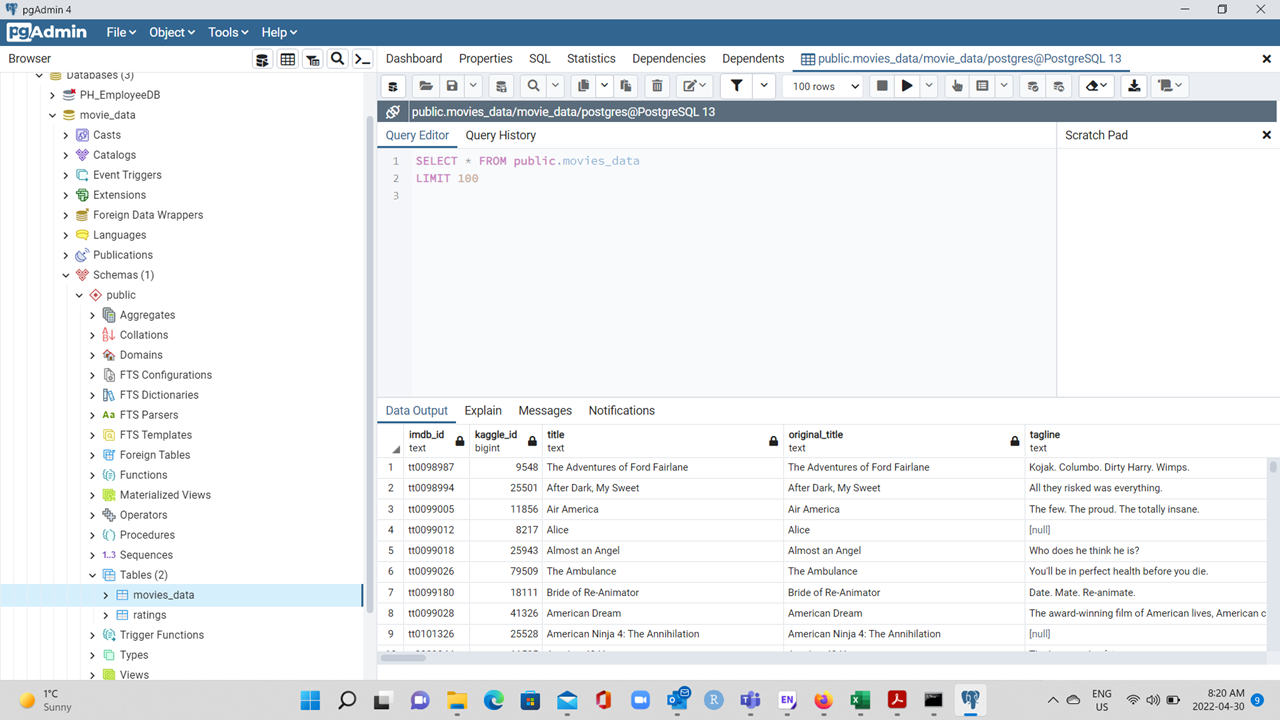 pgAdmin 4
pgAdmin File Object Tools Help
Browser
Dashboard Properties SQL Statistics Dependencies Dependents public.movies_data/movie_data/postgres@PostgreSQL 13
100 rows
public.movies_data/movie_data/postgres@PostgreSQL 13
Databases (3)
PH_EmployeeDB
movie_data
Casts
Catalogs
Event Triggers
Extensions
Foreign Data Wrappers
Languages
Publications
Schemas (1)
public
Aggregates
Collations
Domains
FTS Configurations
FTS Dictionaries
Aa FTS Parsers
FTS Templates
Foreign Tables
Functions
Materialized Views
Operators
Procedures
1..3 Sequences
Tables (2)
movies_data
ratings
Trigger Functions
Types
Views
Query Editor Query History
Scratch Pad
1 SELECT * FROM public.movies_data
2 LIMIT 100
3
Data Output Explain Messages Notifications
imdb_id kaggle_id title original_title tagline
text bigint text text text
1 tt0098987 9548 The Adventures of Ford Fairlane The Adventures of Ford Fairlane Kojak. Columbo. Dirty Harry. Wimps.
2 tt0098994 25501 After Dark, My Sweet After Dark, My Sweet All they risked was everything.
3 tt0099005 11856 Air America Air America The few. The proud. The totally insane.
4 tt0099012 8217 Alice Alice [null]
5 tt0099018 25943 Almost an Angel Almost an Angel Who does he think he is?
6 tt0099026 79509 The Ambulance The Ambulance You'll be in perfect health before you die.
7 tt0099180 18111 Bride of Re-Animator Bride of Re-Animator Date. Mate. Re-animate.
8 tt0099028 41326 American Dream American Dream The award-winning film of American lives, American c
9 tt0101326 25528 American Ninja 4: The Annihilation American Ninja 4: The Annihilation [null]
1°C
Sunny
EN
ENG
US
8:20 AM
2022-04-30
9